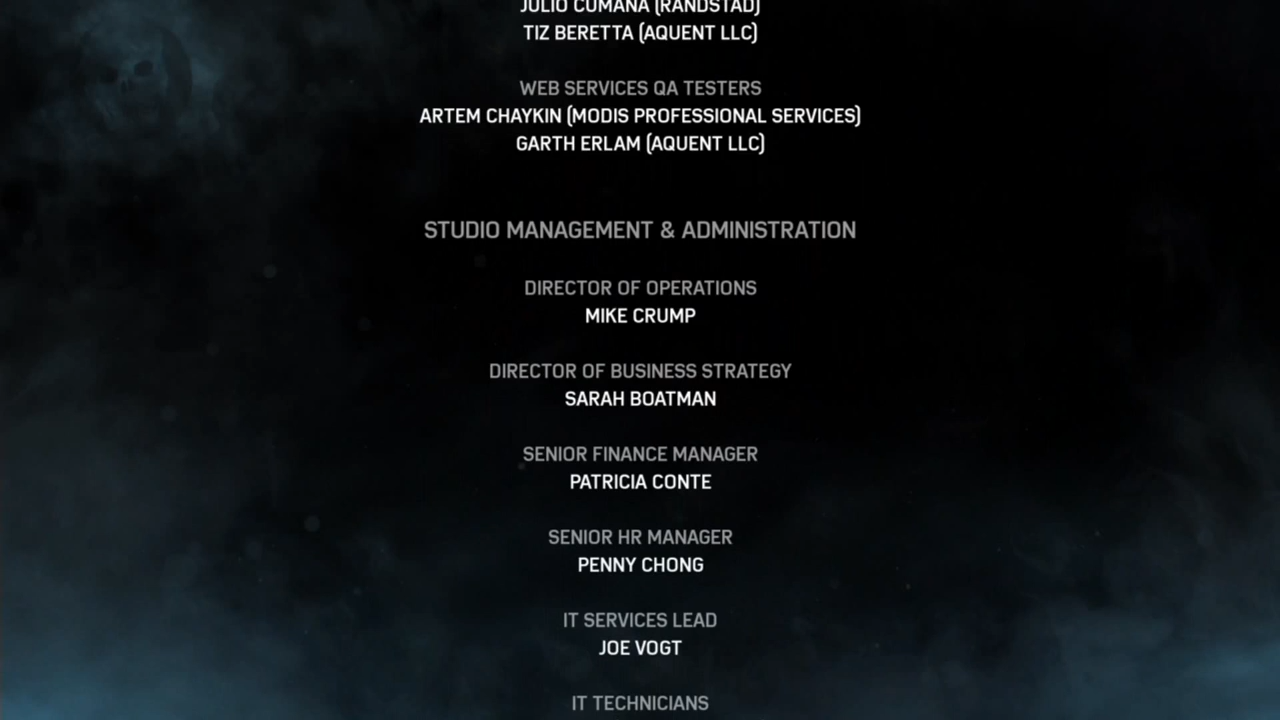 JULIO CUMANA (RANDSTAD)
TIZ BERETTA (AQUENT LLC)
WEB SERVICES QA TESTERS
ARTEM CHAYKIN (MODIS PROFESSIONAL SERVICES)
GARTH ERLAM (AQUENT LLC)
STUDIO MANAGEMENT & ADMINISTRATION
DIRECTOR OF OPERATIONS
MIKE CRUMP
DIRECTOR OF BUSINESS STRATEGY
SARAH BOATMAN
SENIOR FINANCE MANAGER
PATRICIA CONTE
SENIOR HR MANAGER
PENNY CHONG
IT SERVICES LEAD
JOE VOGT
IT TECHNICIANS